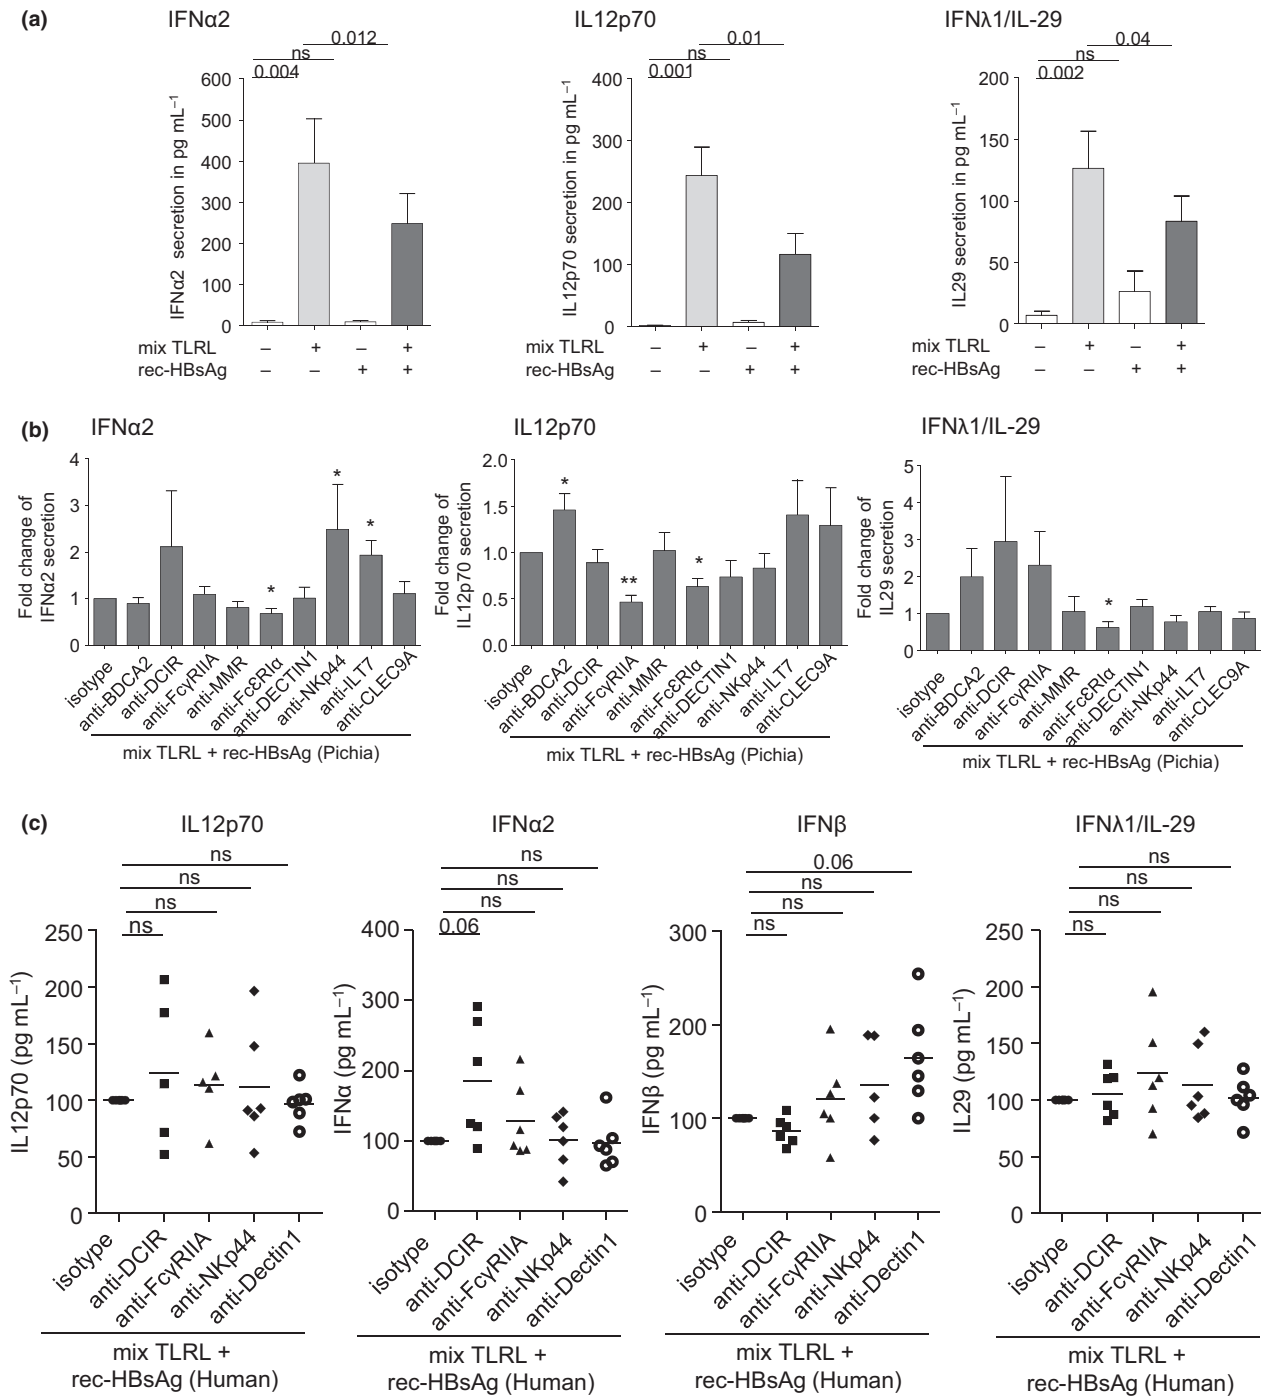 (a)
IFNα2
IL12p70
IFNλ1/IL-29
0.012
ns
0.004
0.01
ns
0.001
0.04
ns
0.002
IFNα2 secretion in pg mL⁻¹
600
500
400
300
200
100
0
IL12p70 secretion in pg mL⁻¹
400
300
200
100
0
IL29 secretion in pg mL⁻¹
200
150
100
50
0
mix TLRL – + – +
rec-HBsAg – – + +
mix TLRL – + – +
rec-HBsAg – – + +
mix TLRL – + – +
rec-HBsAg – – + +
(b)
IFNα2
Fold change of
IFNα2 secretion
4
3
2
1
0
* * *
isotype
anti-BDCA2
anti-DCIR
anti-FcγRIIA
anti-MMR
anti-FcƐRIα
anti-DECTIN1
anti-NKp44
anti-ILT7
anti-CLEC9A
mix TLRL + rec-HBsAg (Pichia)
IL12p70
Fold change of
IL12p70 secretion
2.0
1.5
1.0
0.5
0.0
* ** *
isotype
anti-BDCA2
anti-DCIR
anti-FcγRIIA
anti-MMR
anti-FcƐRIα
anti-DECTIN1
anti-NKp44
anti-ILT7
anti-CLEC9A
mix TLRL + rec-HBsAg (Pichia)
IFNλ1/IL-29
Fold change of
IL29 secretion
5
4
3
2
1
0
*
isotype
anti-BDCA2
anti-DCIR
anti-FcγRIIA
anti-MMR
anti-FcƐRIα
anti-DECTIN1
anti-NKp44
anti-ILT7
anti-CLEC9A
mix TLRL + rec-HBsAg (Pichia)
(c)
IL12p70
ns
ns
ns
ns
IL12p70 (pg mL⁻¹)
250
200
150
100
50
0
isotype
anti-DCIR
anti-FcγRIIA
anti-NKp44
anti-Dectin1
mix TLRL +
rec-HBsAg (Human)
IFNα2
ns
ns
ns
0.06
IFNα (pg mL⁻¹)
400
300
200
100
0
isotype
anti-DCIR
anti-FcγRIIA
anti-NKp44
anti-Dectin1
mix TLRL +
rec-HBsAg (Human)
IFNβ
0.06
ns
ns
ns
IFNβ (pg mL⁻¹)
300
200
100
0
isotype
anti-DCIR
anti-FcγRIIA
anti-NKp44
anti-Dectin1
mix TLRL +
rec-HBsAg (Human)
IFNλ1/IL-29
ns
ns
ns
ns
IL29 (pg mL⁻¹)
250
200
150
100
50
0
isotype
anti-DCIR
anti-FcγRIIA
anti-NKp44
anti-Dectin1
mix TLRL +
rec-HBsAg (Human)